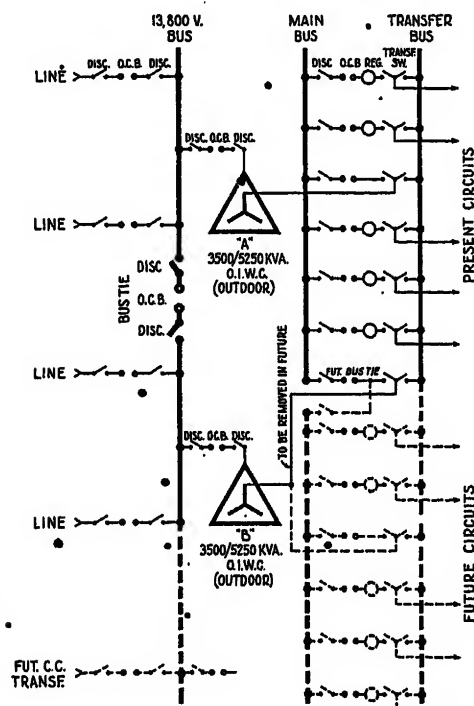 13,800 V.
BUS
MAIN
BUS
TRANSFER
BUS
LINE
DISC.
O.C.B.
DISC.
DISC
O.C.B
REG.
TRANSF.
SW.
DISC.
O.C.B.
DISC.
LINE
"A"
3500/5250 KVA.
O.I.W.C.
(OUTDOOR)
PRESENT CIRCUITS
BUS TIE
DISC
O.C.B.
DISC.
LINE
FUT. BUS TIE
TO BE REMOVED IN FUTURE
DISC.
O.C.B.
DISC.
LINE
"B"
3500/5250 KVA.
O.I.W.C.
(OUTDOOR)
FUTURE CIRCUITS
FUT. C.C.
TRANSF.